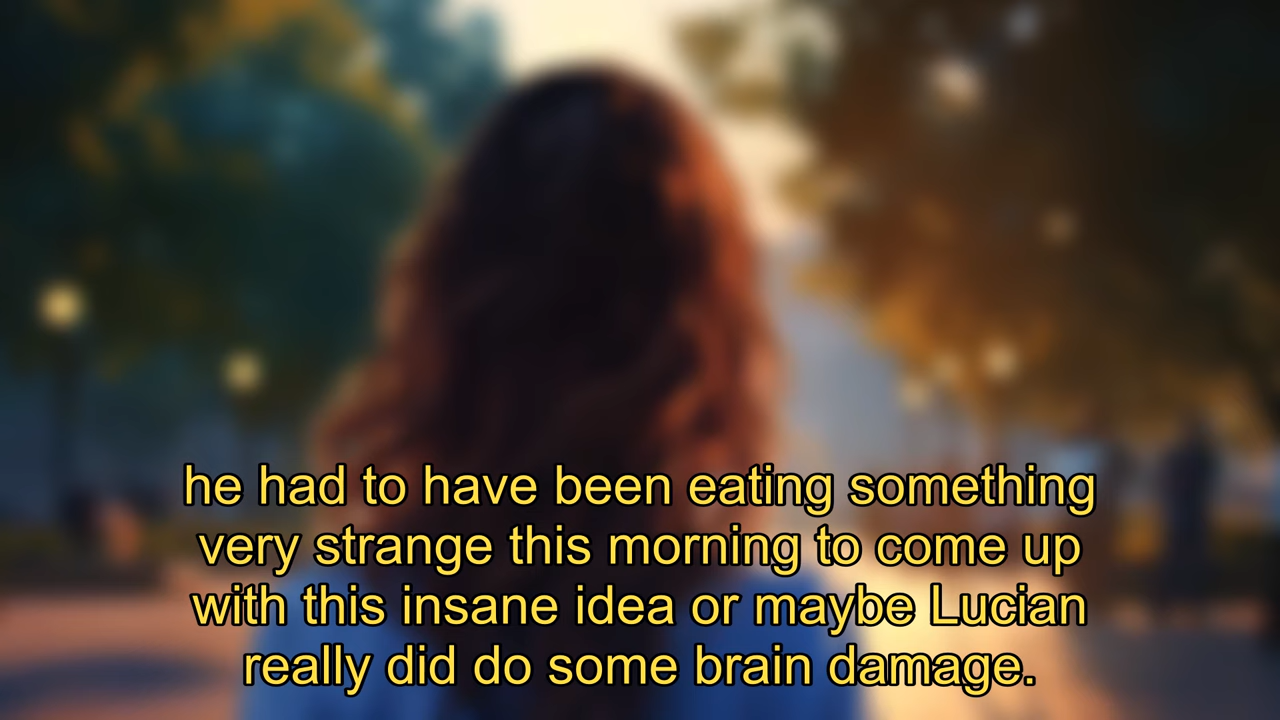 he had to have been eating something
very strange this morning to come up
with this insane idea or maybe Lucian
really did do some brain damage.